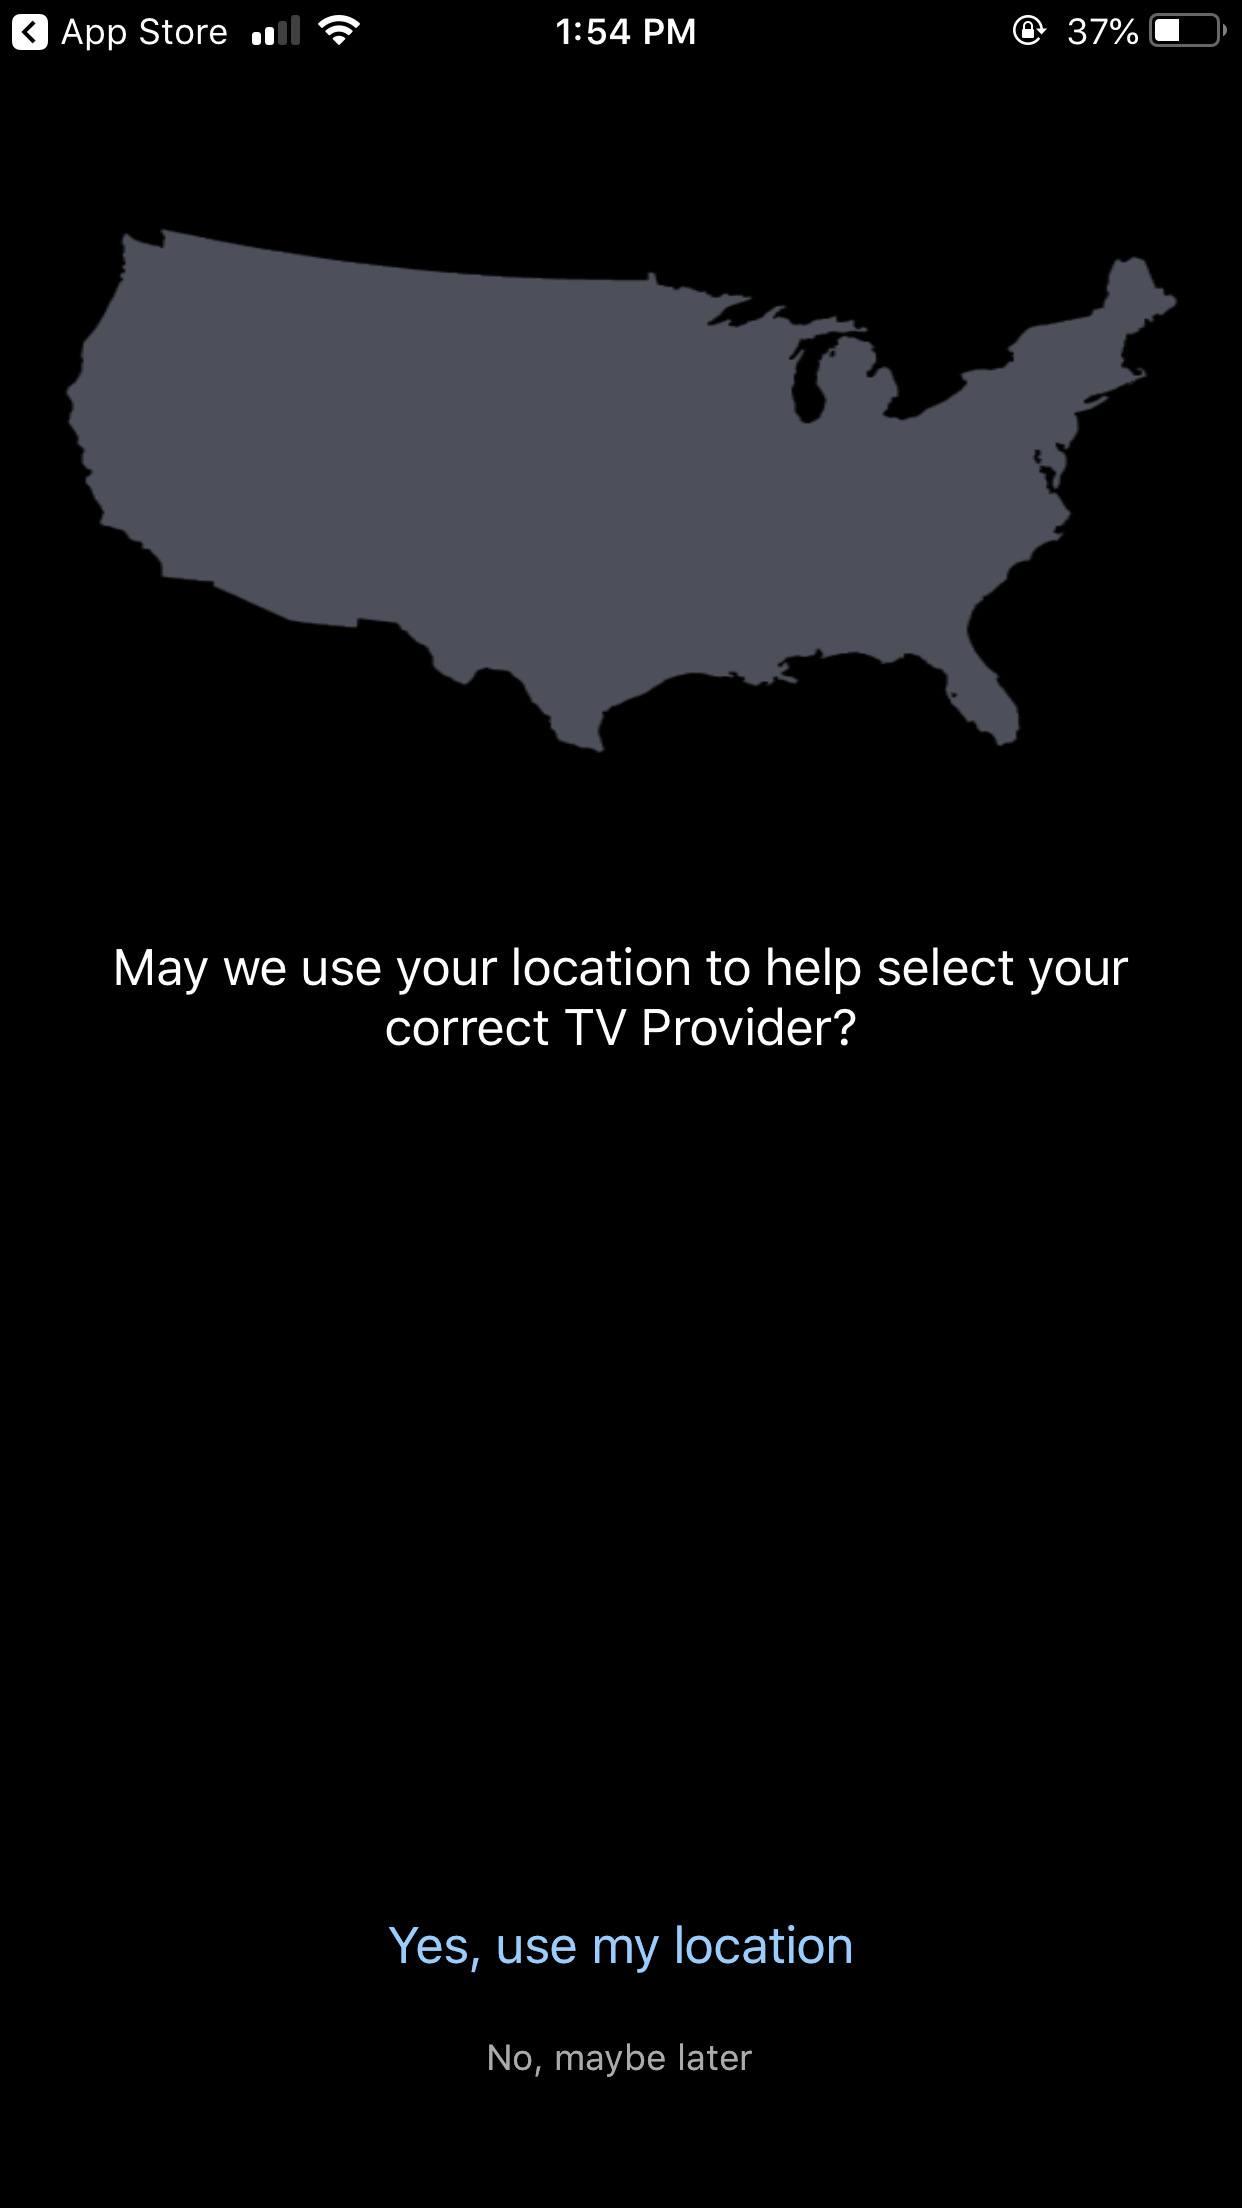 App Store 1:54 PM 37%
May we use your location to help select your
correct TV Provider?
Yes, use my location
No, maybe later